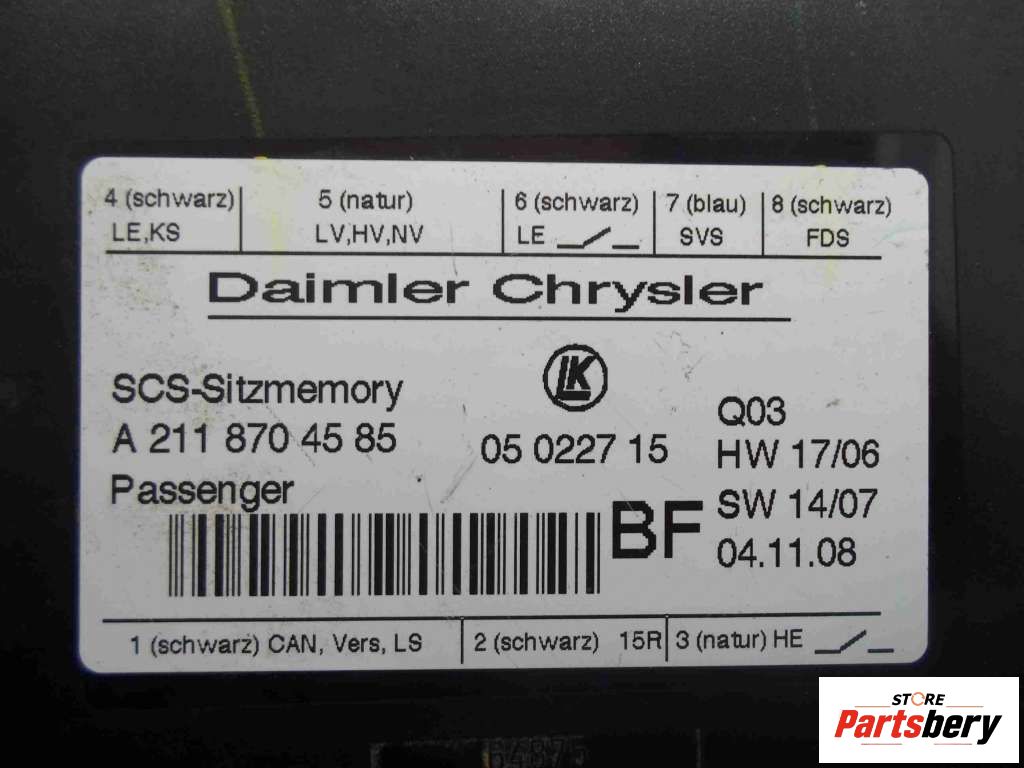 4 (schwarz) 5 (natur) 6 (schwarz) 7 (blau) 8 (schwarz)
LE,KS LV,HV,NV LE SVS FDS
Daimler Chrysler
LK
SCS-Sitzmemory
Q03
A 211 870 45 85 05 0227 15 HW 17/06
Passenger
BF SW 14/07
04.11.08
1 (schwarz) CAN, Vers, LS 2 (schwarz) 15R 3 (natur) HE
STORE
Partsbery